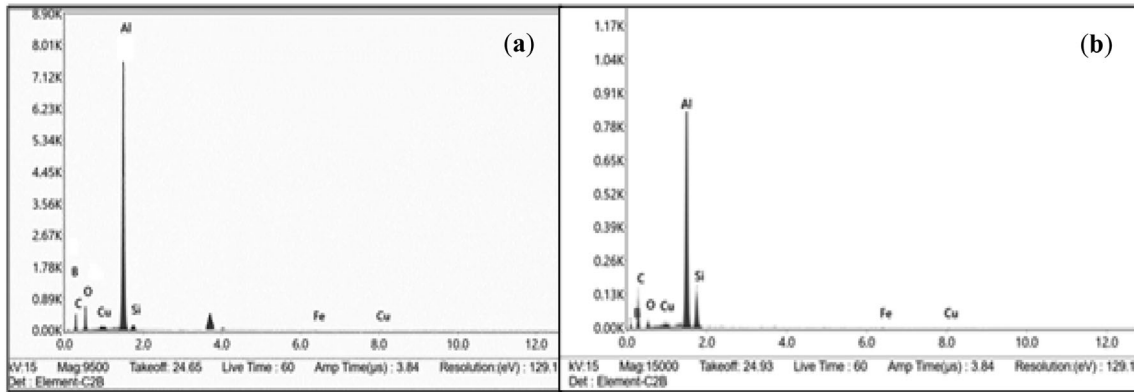 8.90K
(a)
Al
8.01K
7.12K
6.23K
5.34K
4.45K
3.56K
2.67K
B
1.78K
O
0.89K
C
Cu
Si
Fe
Cu
0.00K
0.0 2.0 4.0 6.0 8.0 10.0 12.0
kV:15 Mag:9500 Takeoff: 24.65 Live Time : 60 Amp Time(µs) : 3.84 Resolution:(eV) : 129.1
Det : Element-C2B
1.17K
(b)
1.04K
0.91K
Al
0.78K
0.65K
0.52K
0.39K
0.26K
C
Si
0.13K
B
O
Cu
Fe
Cu
0.00K
0.0 2.0 4.0 6.0 8.0 10.0 12.0
kV:15 Mag:15000 Takeoff: 24.93 Live Time : 60 Amp Time(µs) : 3.84 Resolution:(eV) : 129.1
Det : Element-C2B